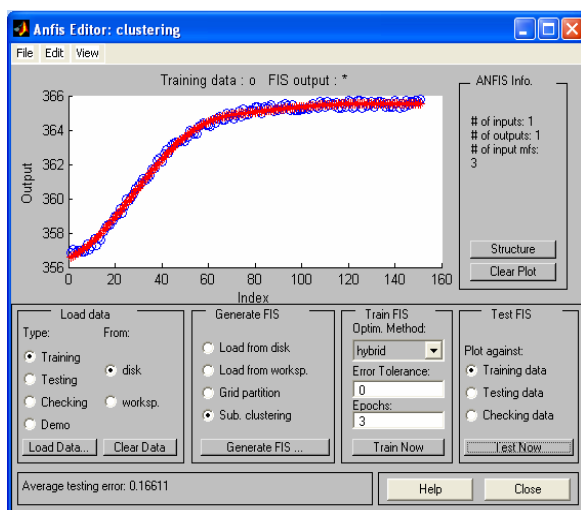 Anfis Editor: clustering
File Edit View
Training data : o FIS output : *
366
364
362
360
358
356
Output
0 20 40 60 80 100 120 140 160
Index
ANFIS Info.
# of inputs: 1
# of outputs: 1
# of input mfs:
3
Structure
Clear Plot
Load data
Type: From:
Training
disk
Testing
Checking
worksp.
Demo
Load Data... Clear Data
Generate FIS
Load from disk
Load from worksp.
Grid partition
Sub. clustering
Generate FIS ...
Train FIS
Optim. Method:
hybrid
Error Tolerance:
0
Epochs:
3
Train Now
Test FIS
Plot against:
Training data
Testing data
Checking data
Test Now
Average testing error: 0.16611
Help Close